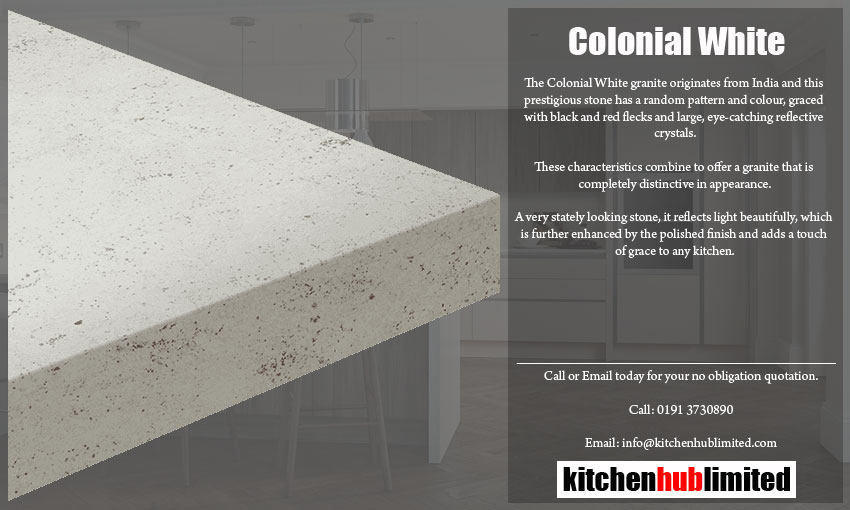 Colonial White
The Colonial White granite originates from India and this
prestigious stone has a random pattern and colour, graced
with black and red flecks and large, eye-catching reflective
crystals.
These characteristics combine to offer a granite that is
completely distinctive in appearance.
A very stately looking stone, it reflects light beautifully, which
is further enhanced by the polished finish and adds a touch
of grace to any kitchen.
Call or Email today for your no obligation quotation.
Call: 0191 3730890
Email: info@kitchenhublimited.com
kitchenhublimited